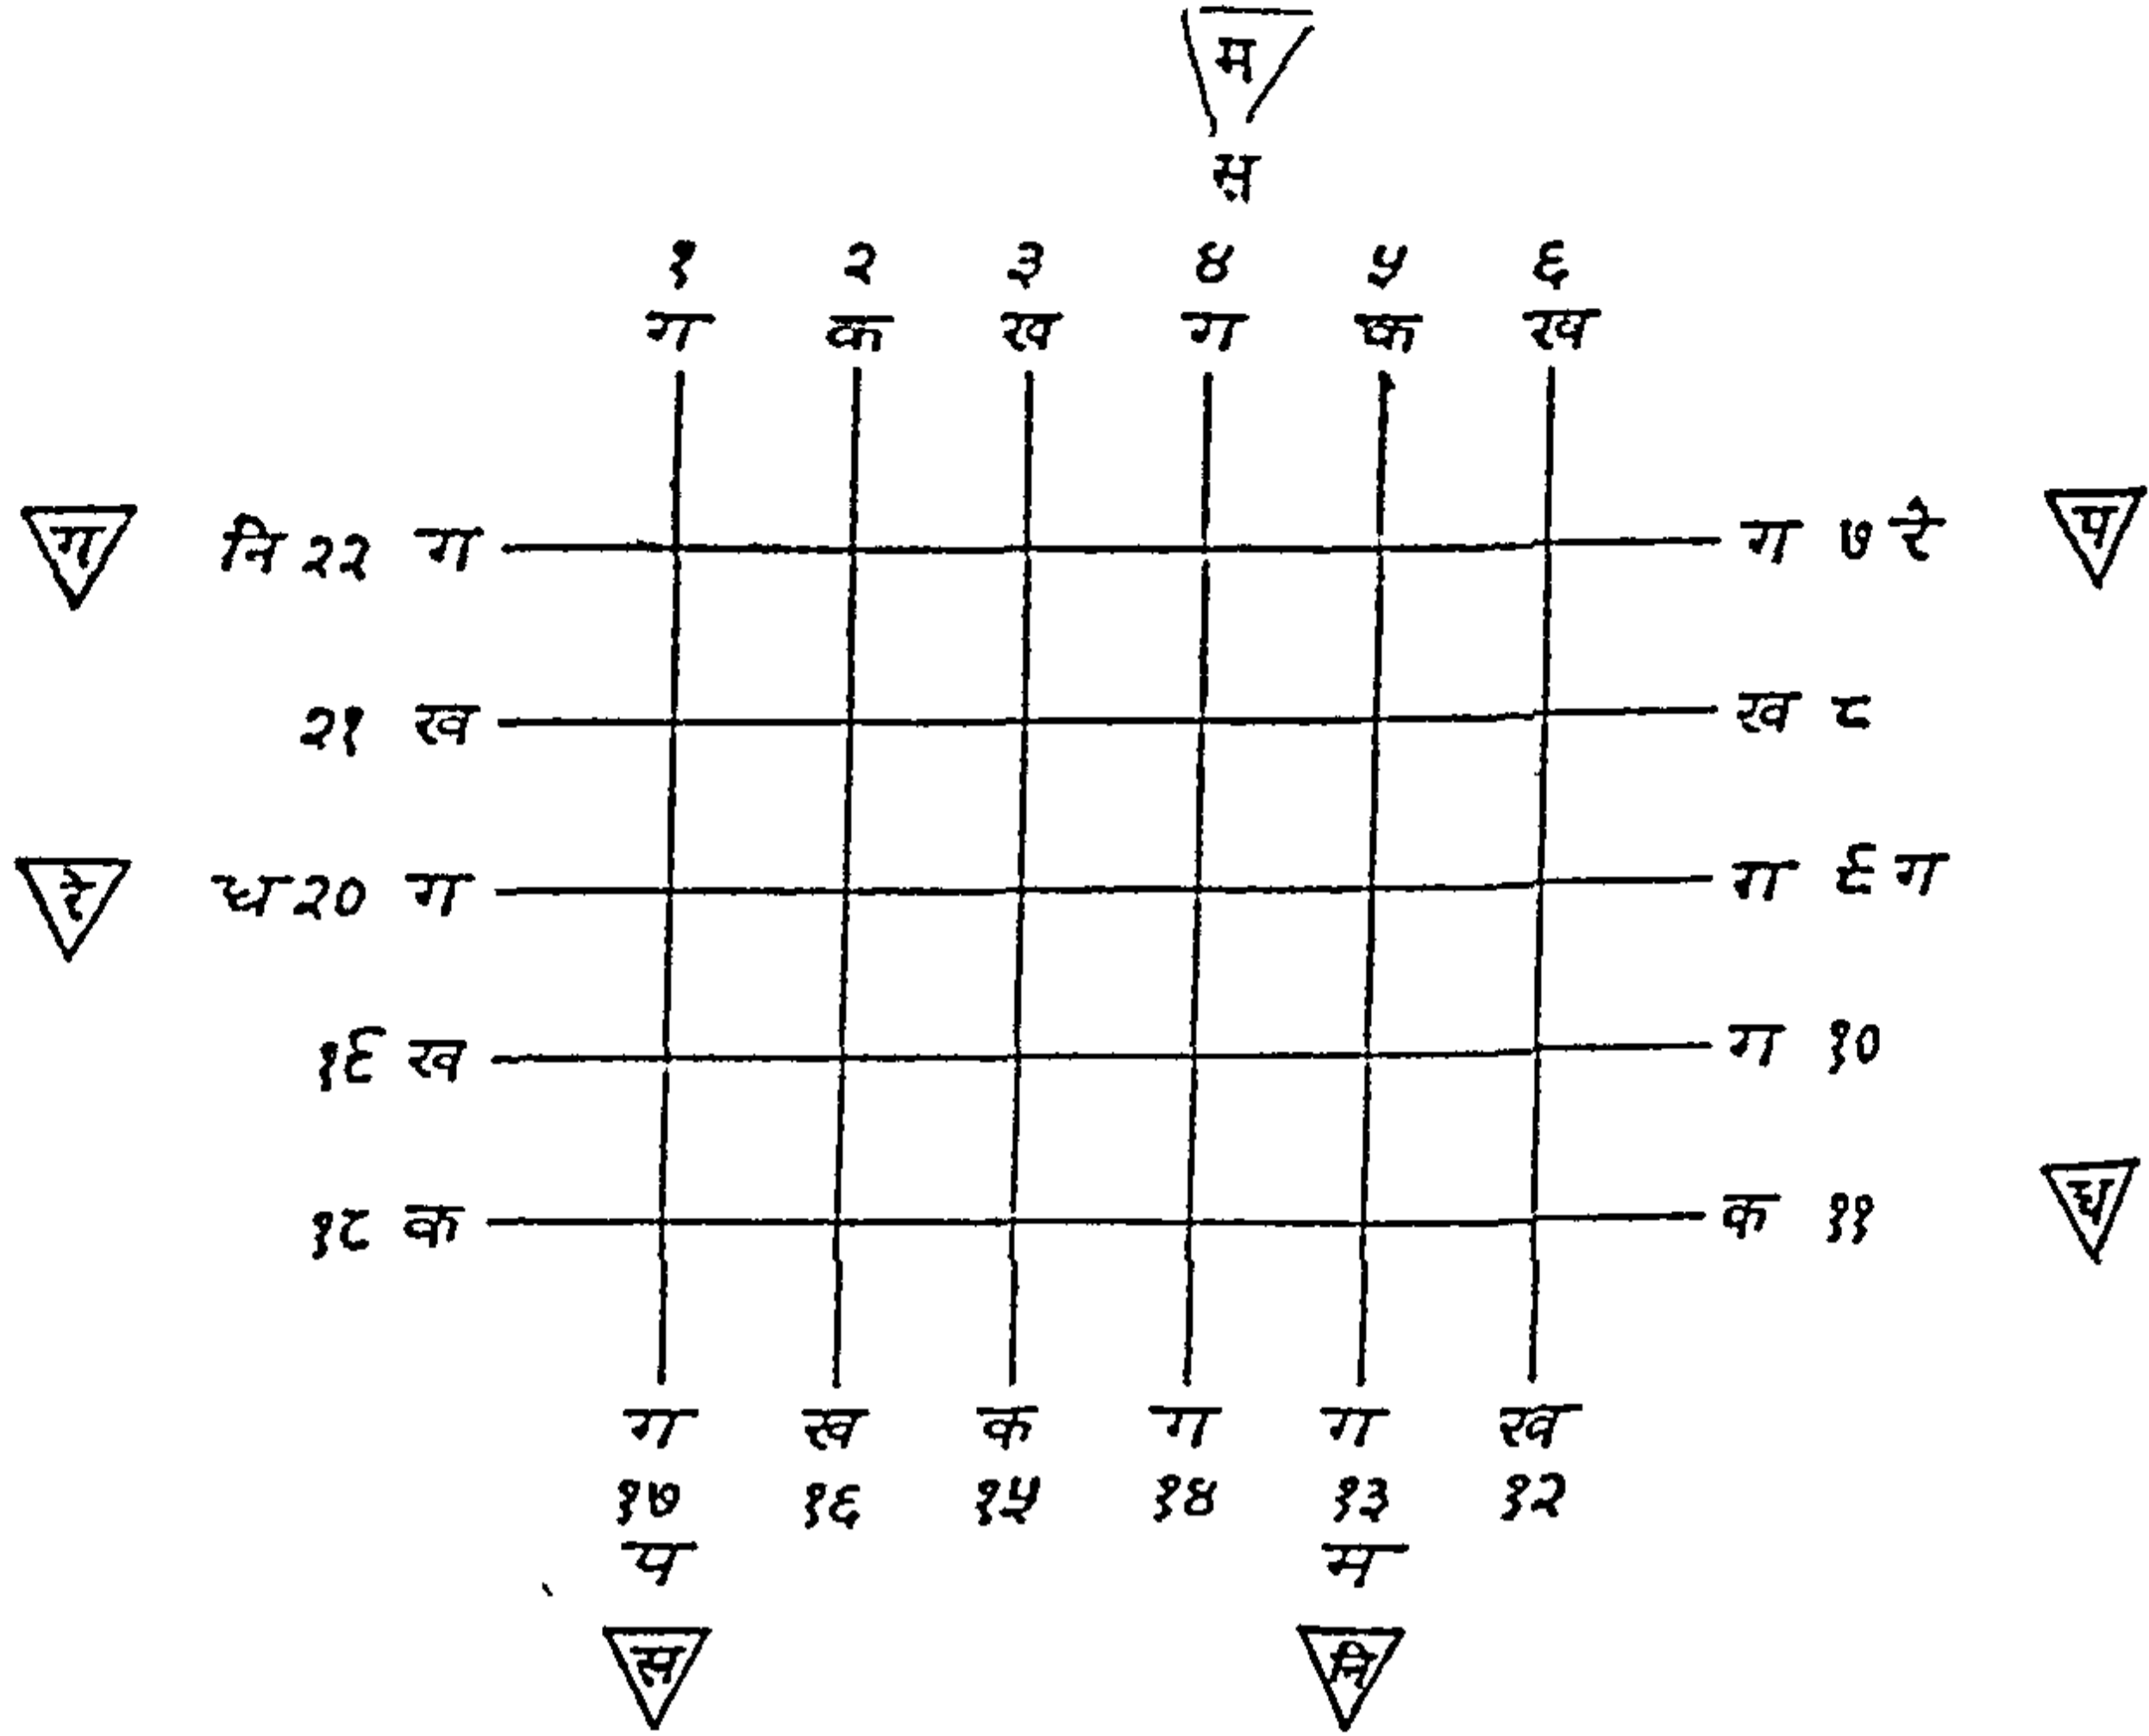 म
स
१ २ ३ ४ ५ ६
ग क ख ग क ख
ग नि २२ ग ग ७ रे प
२१ ख ख ८
रे ध २० ग ग ९ ग
१९ ख ग १०
१८ क क ११ ध
ग ख क ग ग ख
१७ १६ १५ १४ १३ १२
प म
स नि